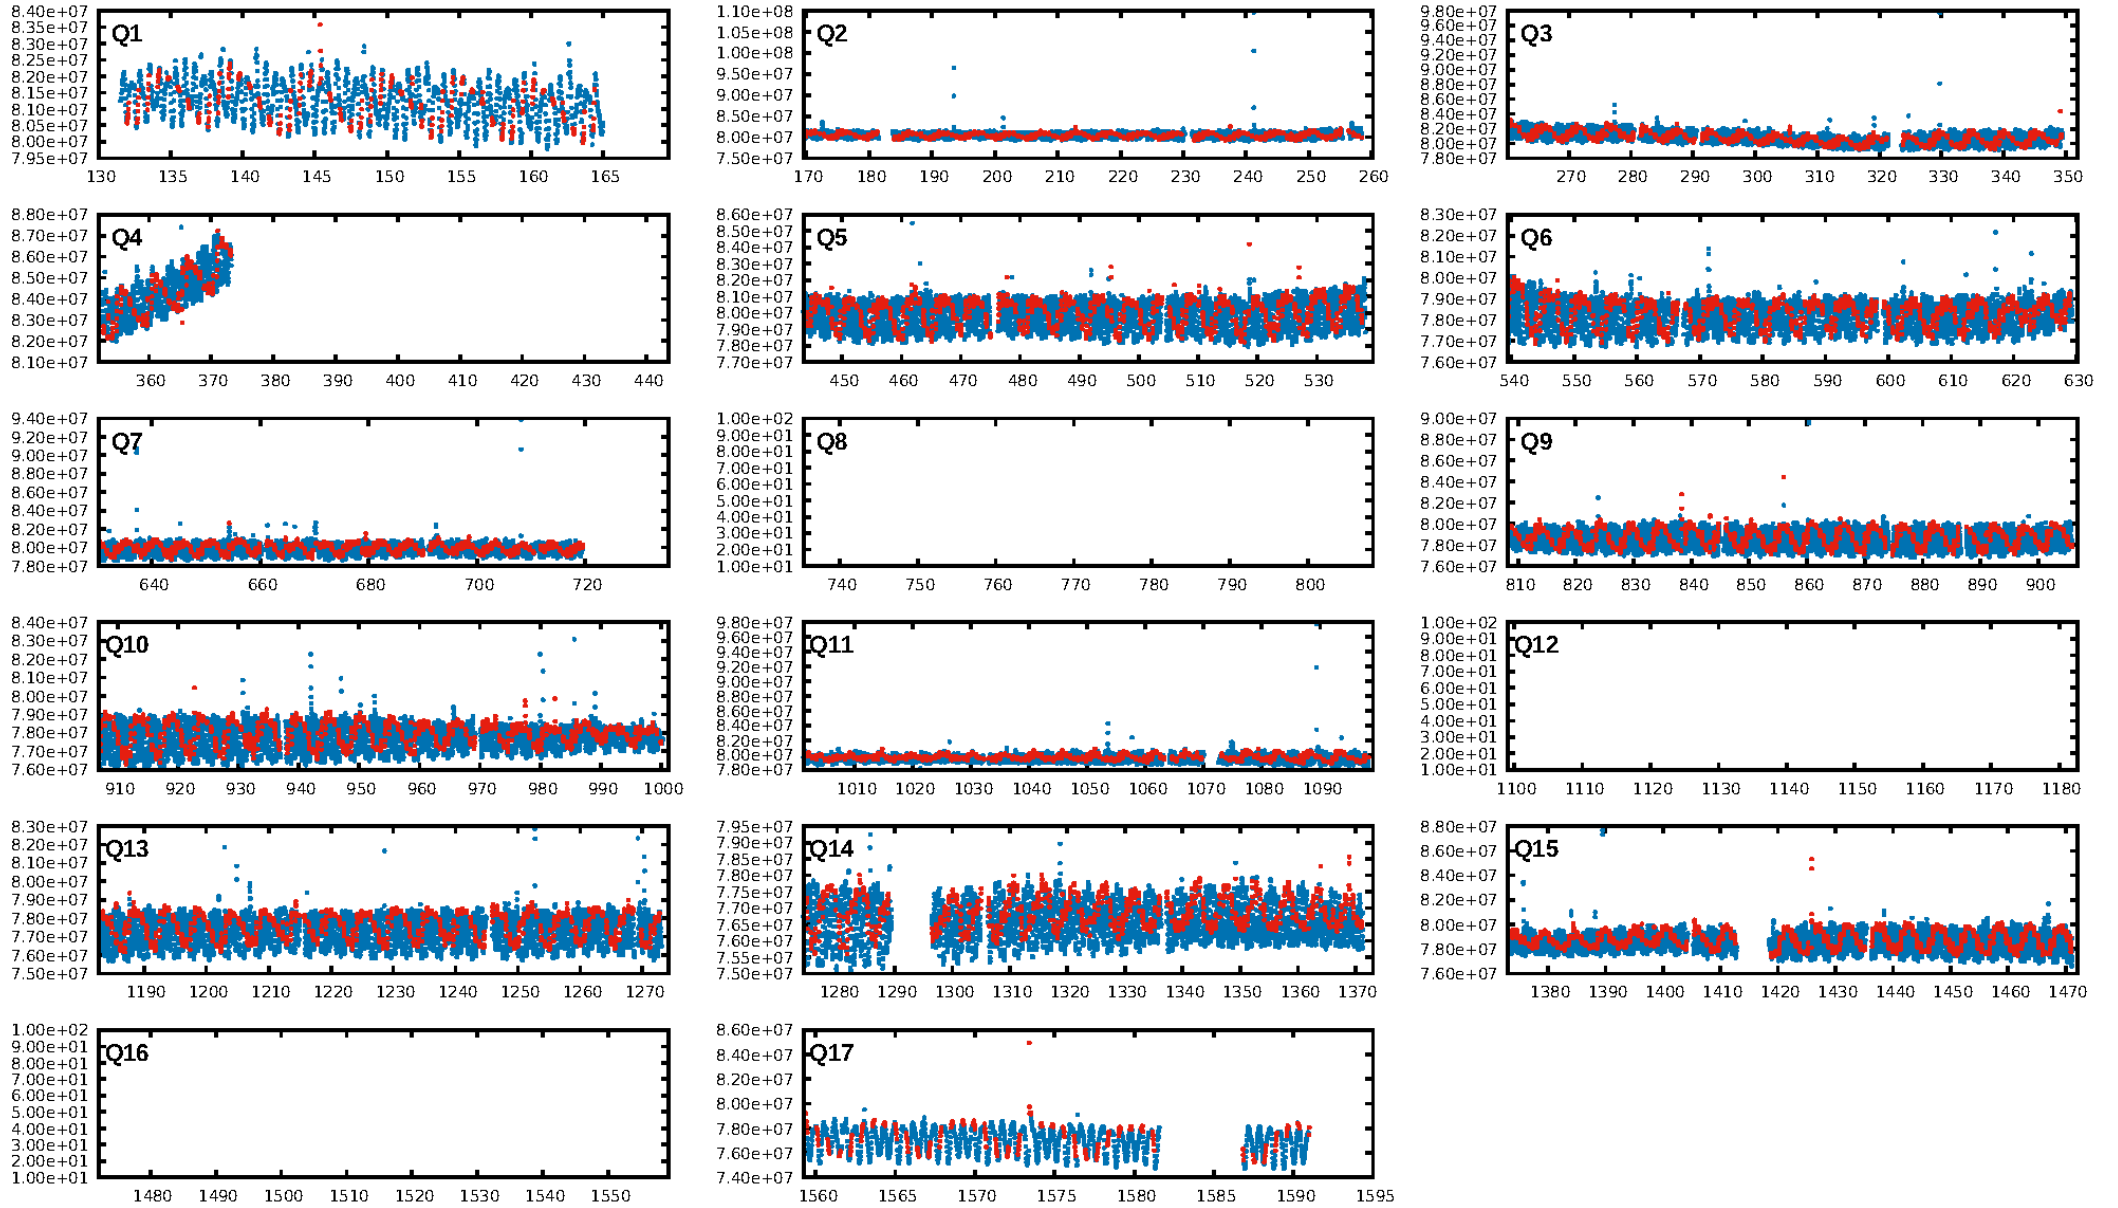 8.40e+07
8.35e+07
8.30e+07
8.25e+07
8.20e+07
8.15e+07
8.10e+07
8.05e+07
8.00e+07
7.95e+07
Q1
130 135 140 145 150 155 160 165
1.10e+08
1.05e+08
1.00e+08
9.50e+07
9.00e+07
8.50e+07
8.00e+07
7.50e+07
Q2
170 180 190 200 210 220 230 240 250 260
9.80e+07
9.60e+07
9.40e+07
9.20e+07
9.00e+07
8.80e+07
8.60e+07
8.40e+07
8.20e+07
8.00e+07
7.80e+07
Q3
270 280 290 300 310 320 330 340 350
8.80e+07
8.70e+07
8.60e+07
8.50e+07
8.40e+07
8.30e+07
8.20e+07
8.10e+07
Q4
360 370 380 390 400 410 420 430 440
8.60e+07
8.50e+07
8.40e+07
8.30e+07
8.20e+07
8.10e+07
8.00e+07
7.90e+07
7.80e+07
7.70e+07
Q5
450 460 470 480 490 500 510 520 530
8.30e+07
8.20e+07
8.10e+07
8.00e+07
7.90e+07
7.80e+07
7.70e+07
7.60e+07
Q6
540 550 560 570 580 590 600 610 620 630
9.40e+07
9.20e+07
9.00e+07
8.80e+07
8.60e+07
8.40e+07
8.20e+07
8.00e+07
7.80e+07
Q7
640 660 680 700 720
1.00e+02
9.00e+01
8.00e+01
7.00e+01
6.00e+01
5.00e+01
4.00e+01
3.00e+01
2.00e+01
1.00e+01
Q8
740 750 760 770 780 790 800
9.00e+07
8.80e+07
8.60e+07
8.40e+07
8.20e+07
8.00e+07
7.80e+07
7.60e+07
Q9
810 820 830 840 850 860 870 880 890 900
8.40e+07
8.30e+07
8.20e+07
8.10e+07
8.00e+07
7.90e+07
7.80e+07
7.70e+07
7.60e+07
Q10
910 920 930 940 950 960 970 980 990 1000
9.80e+07
9.60e+07
9.40e+07
9.20e+07
9.00e+07
8.80e+07
8.60e+07
8.40e+07
8.20e+07
8.00e+07
7.80e+07
Q11
1010 1020 1030 1040 1050 1060 1070 1080 1090
1.00e+02
9.00e+01
8.00e+01
7.00e+01
6.00e+01
5.00e+01
4.00e+01
3.00e+01
2.00e+01
1.00e+01
Q12
1100 1110 1120 1130 1140 1150 1160 1170 1180
8.30e+07
8.20e+07
8.10e+07
8.00e+07
7.90e+07
7.80e+07
7.70e+07
7.60e+07
7.50e+07
Q13
1190 1200 1210 1220 1230 1240 1250 1260 1270
7.95e+07
7.90e+07
7.85e+07
7.80e+07
7.75e+07
7.70e+07
7.65e+07
7.60e+07
7.55e+07
7.50e+07
Q14
1280 1290 1300 1310 1320 1330 1340 1350 1360 1370
8.80e+07
8.60e+07
8.40e+07
8.20e+07
8.00e+07
7.80e+07
7.60e+07
Q15
1380 1390 1400 1410 1420 1430 1440 1450 1460 1470
1.00e+02
9.00e+01
8.00e+01
7.00e+01
6.00e+01
5.00e+01
4.00e+01
3.00e+01
2.00e+01
1.00e+01
Q16
1480 1490 1500 1510 1520 1530 1540 1550
8.60e+07
8.40e+07
8.20e+07
8.00e+07
7.80e+07
7.60e+07
7.40e+07
Q17
1560 1565 1570 1575 1580 1585 1590 1595